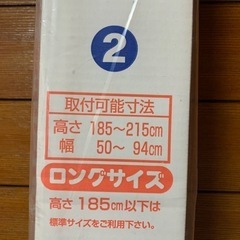 2
取付可能寸法
高さ 185〜215cm
幅 50〜 94cm
ロングサイズ
高さ185cm以下は
標準サイズをご利用下さい。